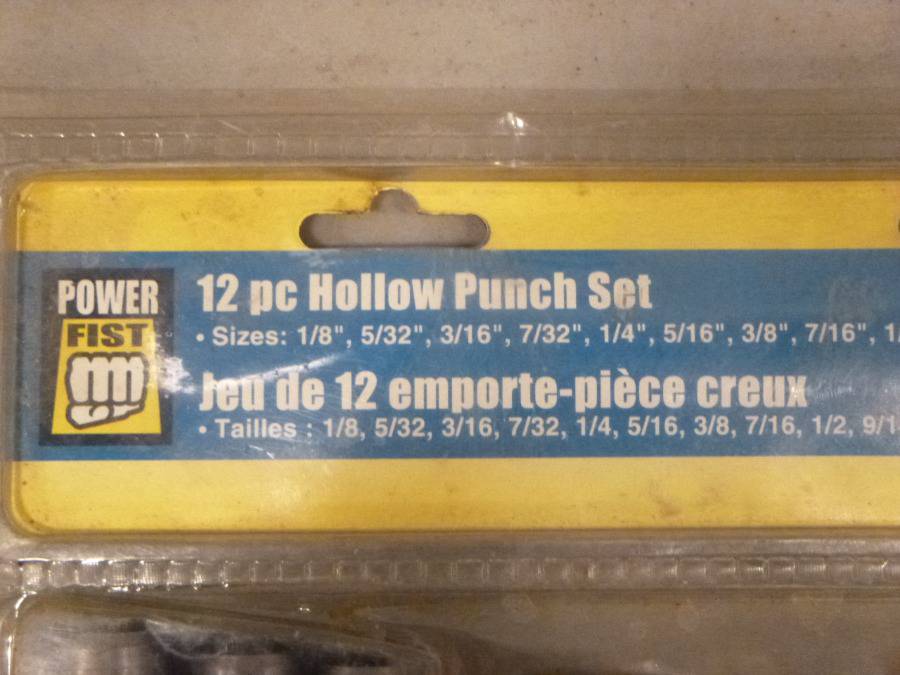 POWER
FIST
12 pc Hollow Punch Set
• Sizes: 1/8", 5/32", 3/16", 7/32", 1/4", 5/16", 3/8", 7/16",
Jeu de 12 emporte-pièce creux
• Tailles : 1/8, 5/32, 3/16, 7/32, 1/4, 5/16, 3/8, 7/16, 1/2,